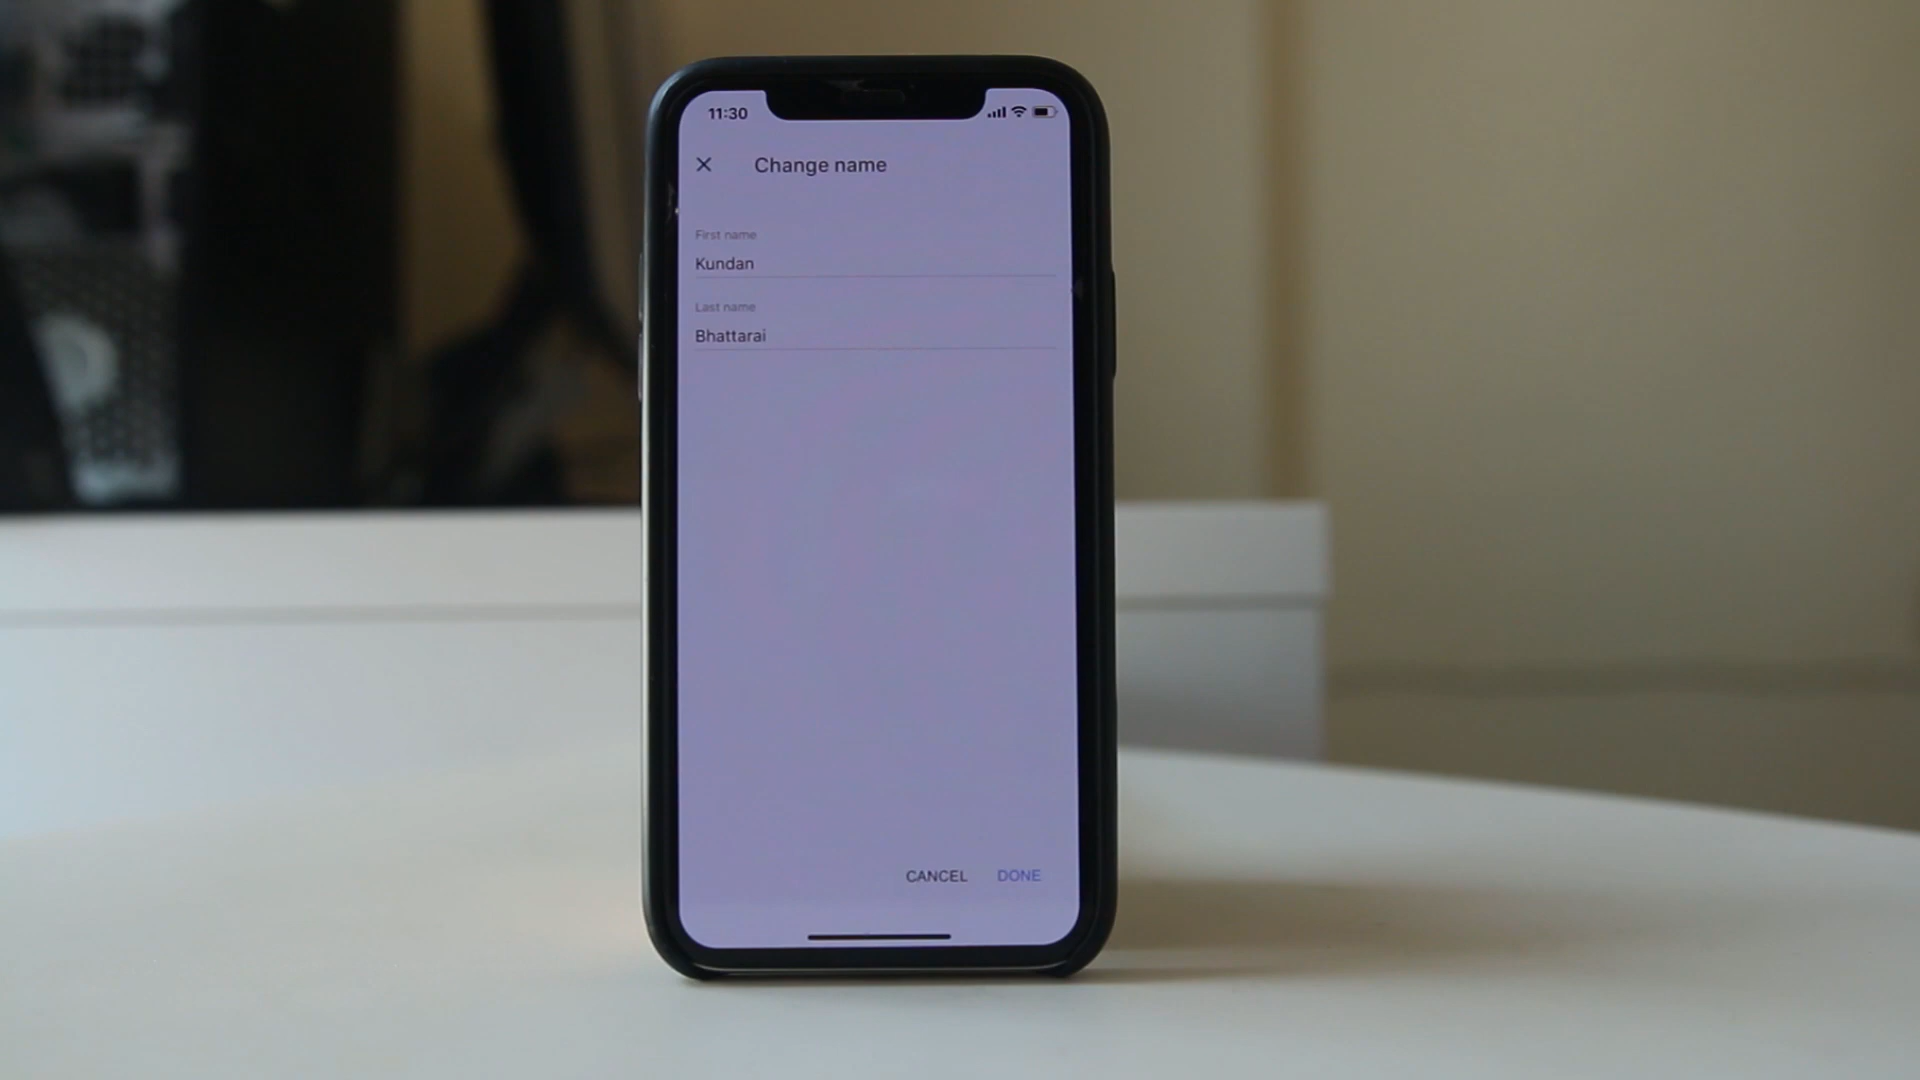 11:30
Change name
First name
Kundan
Last name
Bhattarai
CANCEL DONE